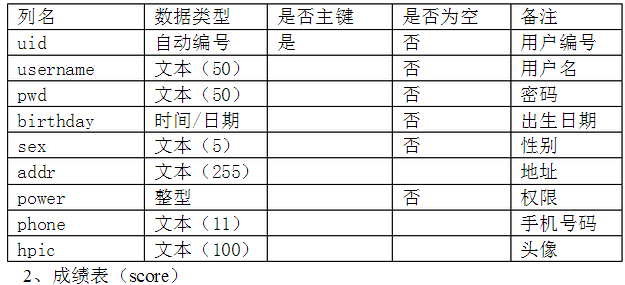 列名 数据类型 是否主键 是否为空 备注
uid 自动编号 是 否 用户编号
username 文本（50） 否 用户名
pwd 文本（50） 否 密码
birthday 时间/日期 否 出生日期
sex 文本（5） 否 性别
addr 文本（255） 地址
power 整型 否 权限
phone 文本（11） 手机号码
hpic 文本（100） 头像
2、成绩表（score）